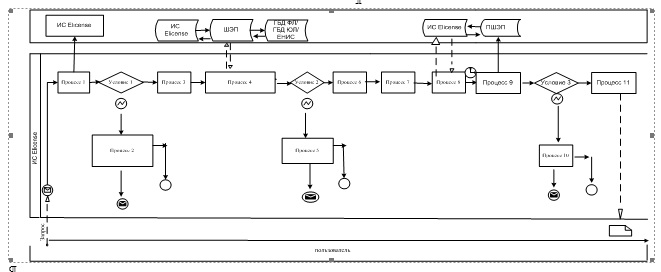 ИС Elicense
ИС
Elicense
ШЭП
ГБД ФЛ/
ГБД ЮЛ/
ЕНИС
ИС Elicense
ПШЭП
ИС Elicense
Процесс 1
Условие 1
Процесс 3
Процесс 4
Условие 2
Процесс 6
Процесс 7
Процесс 8
Процесс 9
Условие 3
Процесс 11
Процесс 2
Процесс 5
Процесс 10
Запрос
пользователь